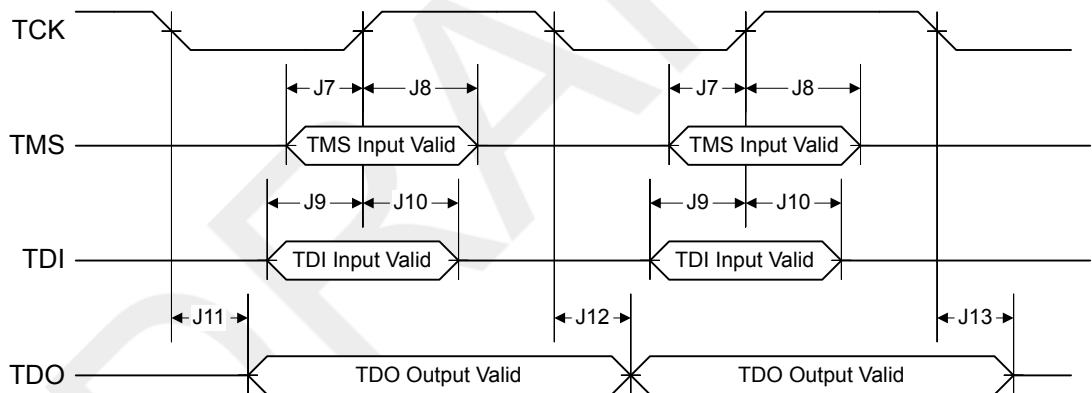 TCK
J7 J8 J7 J8
TMS TMS Input Valid TMS Input Valid
J9 J10 J9 J10
TDI TDI Input Valid TDI Input Valid
J11 J12 J13
TDO TDO Output Valid TDO Output Valid
DRA